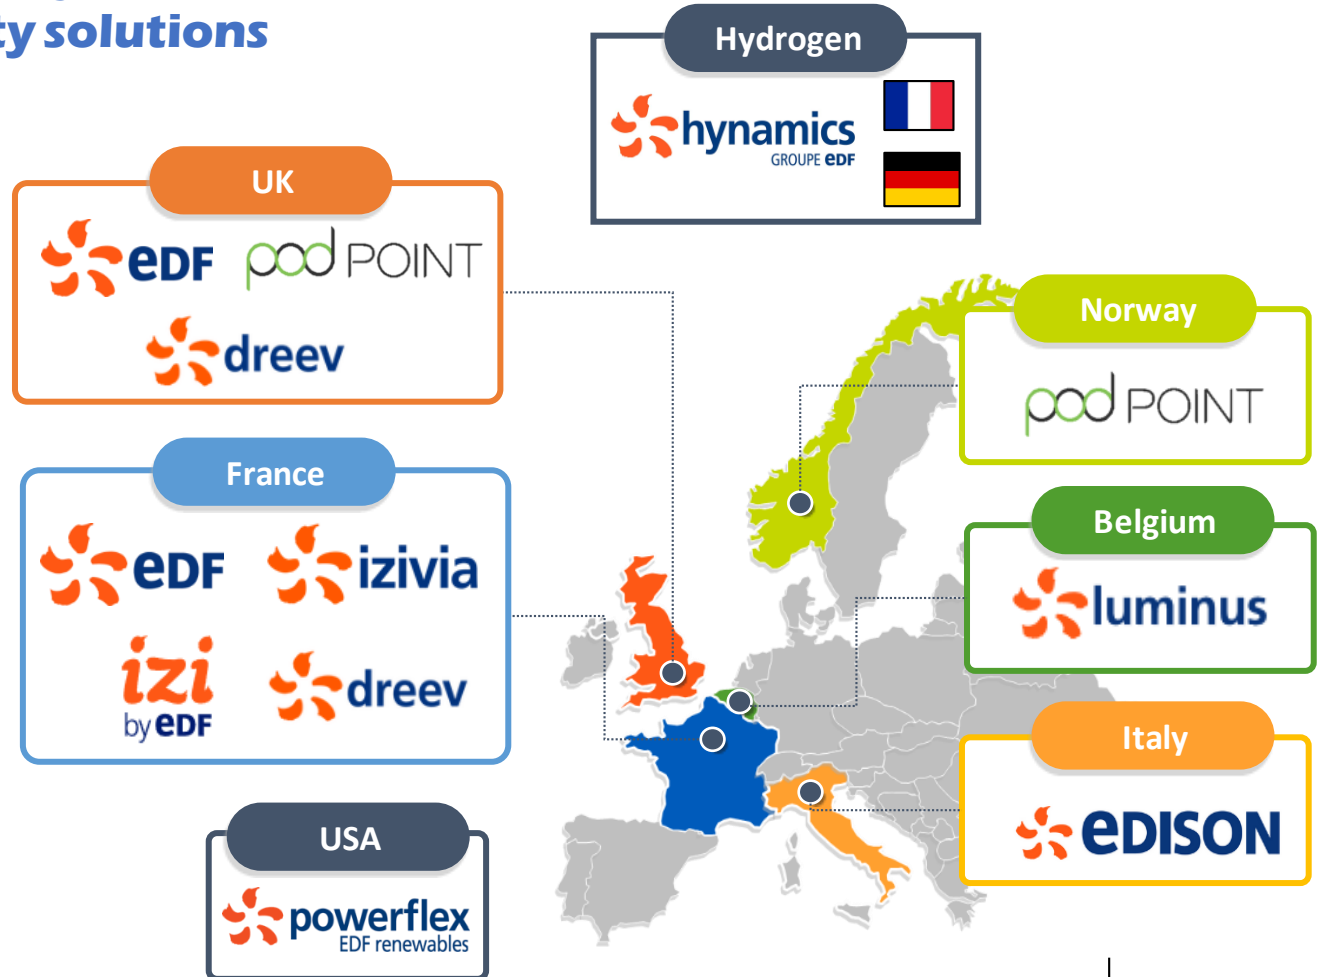 ty solutions
Hydrogen
hynamics
GROUPE eDF
UK
eDF
pod POINT
dreev
Norway
pod POINT
France
eDF
izivia
izi
by eDF
dreev
Belgium
luminus
Italy
eDISON
USA
powerflex
EDF renewables